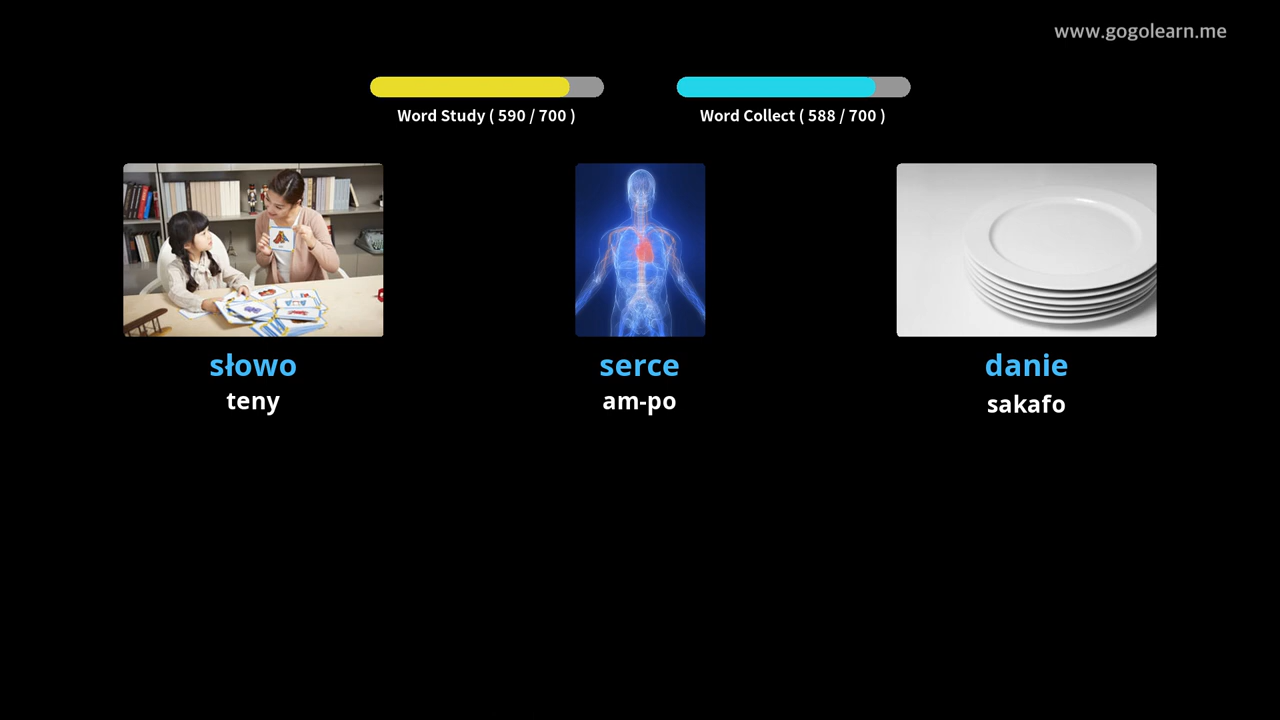 www.gogolearn.me
Word Study ( 590 / 700 )
Word Collect ( 588 / 700 )
słowo
teny
serce
am-po
danie
sakafo